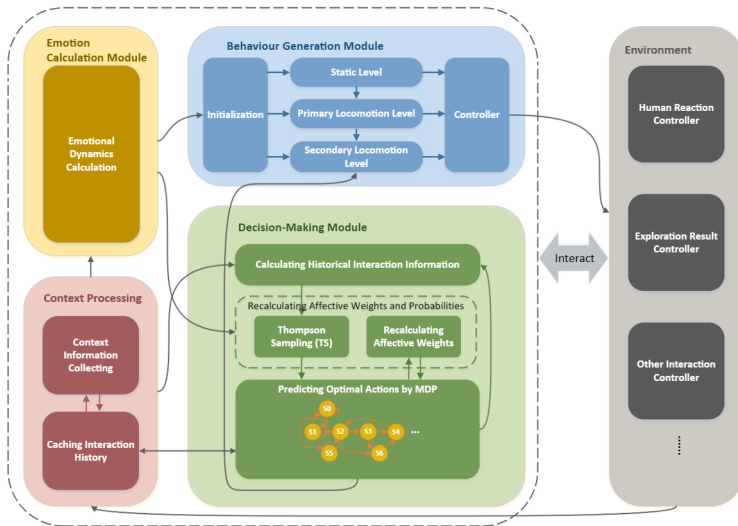 Emotion
Calculation Module
Emotional
Dynamics
Calculation
Behaviour Generation Module
Initialization
Static Level
Primary Locomotion Level
Secondary Locomotion
Level
Controller
Environment
Human Reaction
Controller
Exploration Result
Controller
Other Interaction
Controller
Interact
Decision-Making Module
Calculating Historical Interaction Information
Recalculating Affective Weights and Probabilities
Thompson
Sampling (TS)
Recalculating
Affective Weights
Predicting Optimal Actions by MDP
S0
S1
S2
S3
S4
...
S5
S6
Context Processing
Context
Information
Collecting
Caching Interaction
History